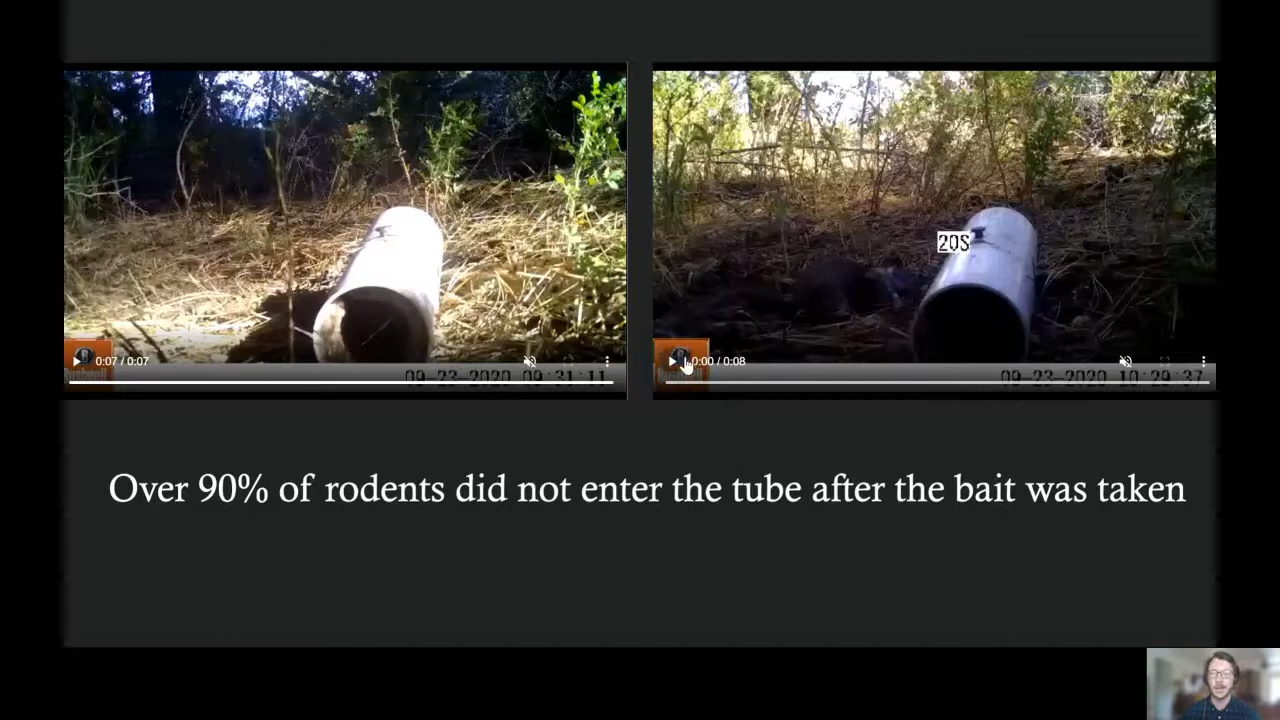 20S
0:07 / 0:07
09-23-2020 09:31:11
0:00 / 0:08
09-23-2020 10:29:37
Over 90% of rodents did not enter the tube after the bait was taken